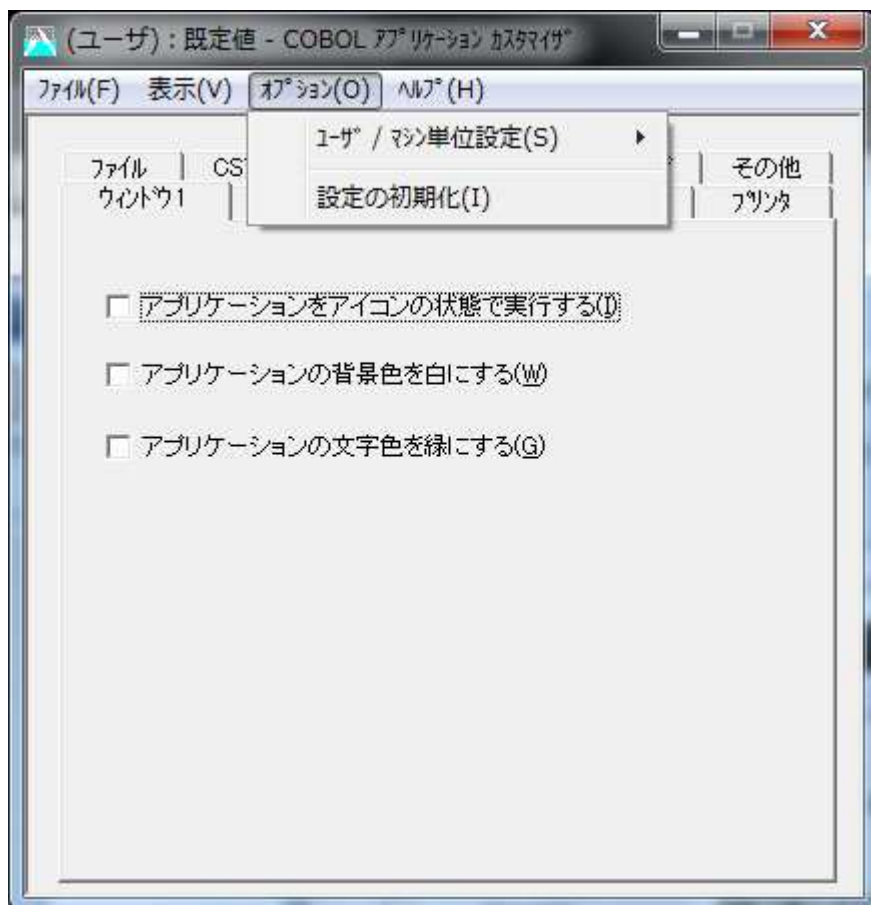 (ユーザ) : 既定値 - COBOL ｱﾌﾟﾘｹｰｼｮﾝ ｶｽﾀﾏｲｻﾞ
ﾌｧｲﾙ(F) 表示(V) ｵﾌﾟｼｮﾝ(O) ﾍﾙﾌﾟ(H)
ﾕｰｻﾞ / ﾏｼﾝ単位設定(S)
設定の初期化(I)
ファイル CS その他
ウィンドウ1 プリンタ
アプリケーションをアイコンの状態で実行する(I)
アプリケーションの背景色を白にする(W)
アプリケーションの文字色を緑にする(G)